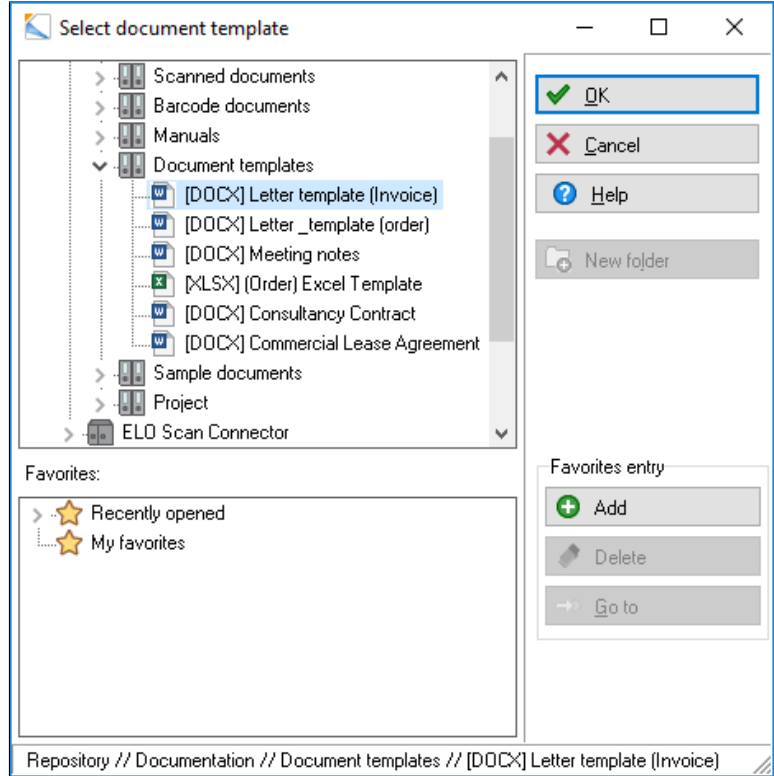 Select document template
Scanned documents
Barcode documents
Manuals
Document templates
[DOCX] Letter template (Invoice)
[DOCX] Letter _template (order)
[DOCX] Meeting notes
[XLSX] (Order) Excel Template
[DOCX] Consultancy Contract
[DOCX] Commercial Lease Agreement
Sample documents
Project
ELO Scan Connector
OK
Cancel
Help
New folder
Favorites:
Recently opened
My favorites
Favorites entry
Add
Delete
Go to
Repository // Documentation // Document templates // [DOCX] Letter template (Invoice)